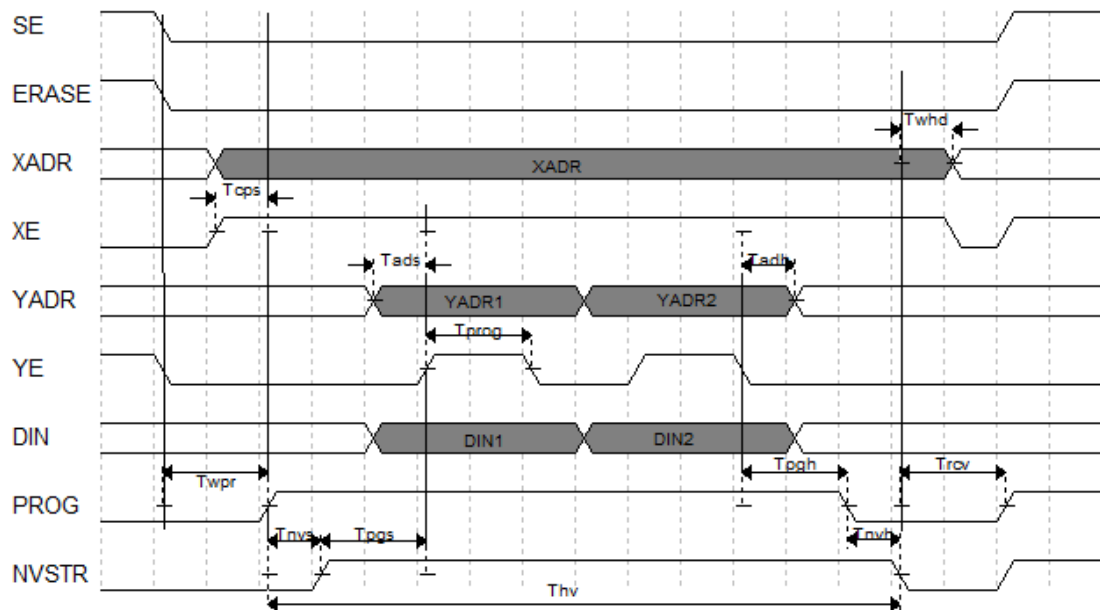 SE
ERASE
Twhd
XADR XADR
Tcps
XE
Tads Tadh
YADR YADR1 YADR2
Tprog
YE
DIN DIN1 DIN2
Twpr Tpgh Trcv
PROG
Tnvs Tpgs Tnvh
NVSTR
Thv